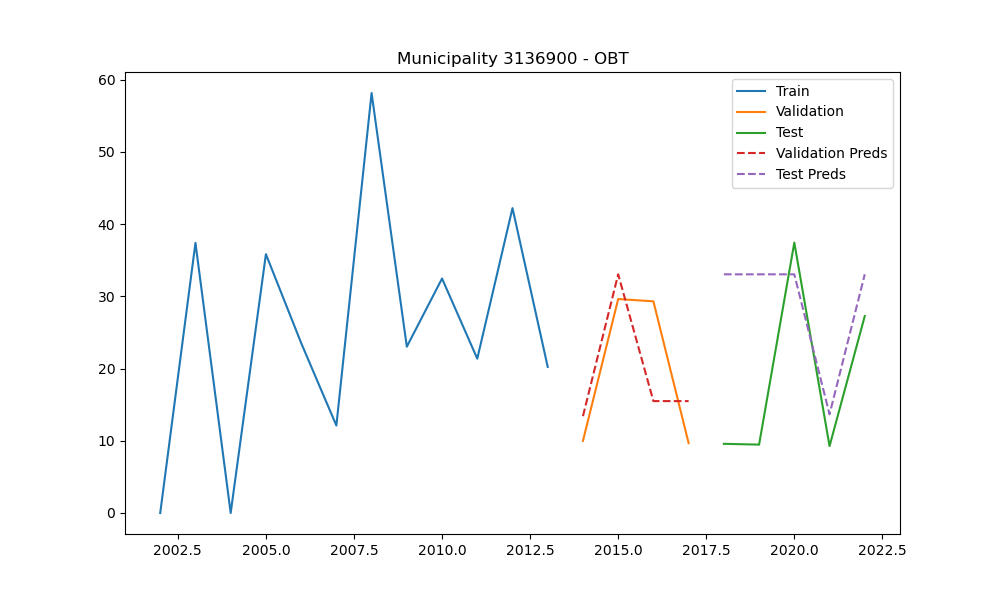 Municipality 3136900 - OBT
60
50
40
30
20
10
0
Train
Validation
Test
Validation Preds
Test Preds
2002.5 2005.0 2007.5 2010.0 2012.5 2015.0 2017.5 2020.0 2022.5